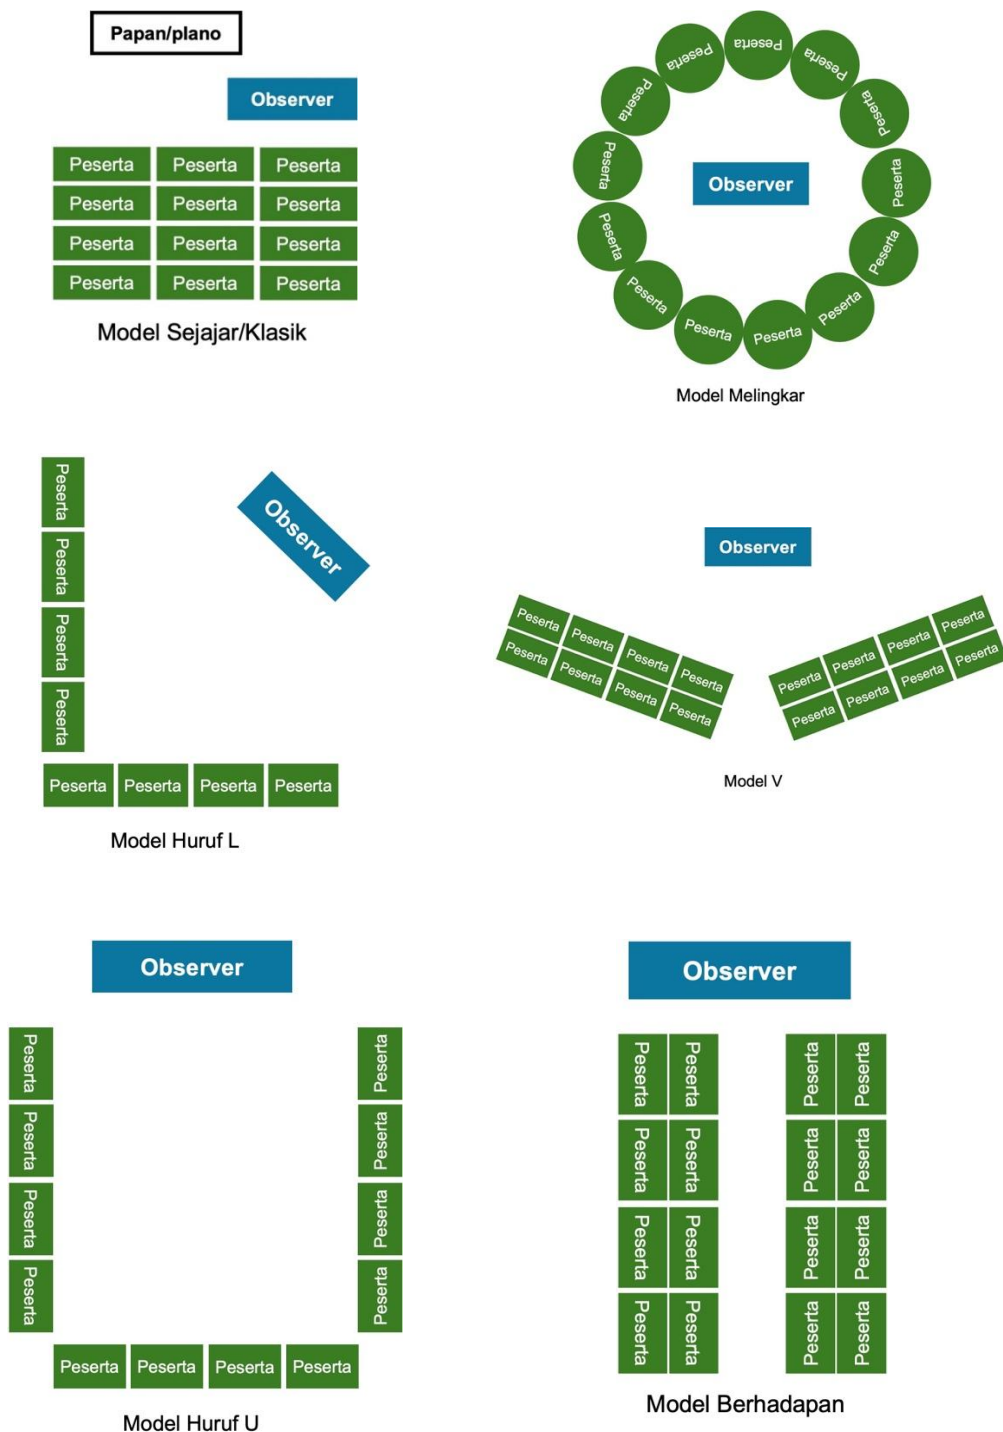 Papan/plano
Observer
Peserta Peserta Peserta
Peserta Peserta Peserta
Peserta Peserta Peserta
Peserta Peserta Peserta
Model Sejajar/Klasik
Peserta
Peserta
Peserta
Peserta
Peserta
Peserta
Peserta
Peserta
Peserta
Peserta
Peserta
Peserta
Peserta
Observer
Model Melingkar
Peserta
Peserta
Peserta
Peserta
Observer
Peserta Peserta Peserta Peserta
Model Huruf L
Observer
Peserta Peserta Peserta Peserta
Peserta Peserta Peserta Peserta
Peserta Peserta Peserta Peserta
Peserta Peserta Peserta Peserta
Model V
Observer
Peserta
Peserta
Peserta
Peserta
Peserta
Peserta
Peserta
Peserta
Peserta Peserta Peserta Peserta
Model Huruf U
Observer
Peserta Peserta Peserta Peserta
Peserta Peserta Peserta Peserta
Peserta Peserta Peserta Peserta
Peserta Peserta Peserta Peserta
Model Berhadapan